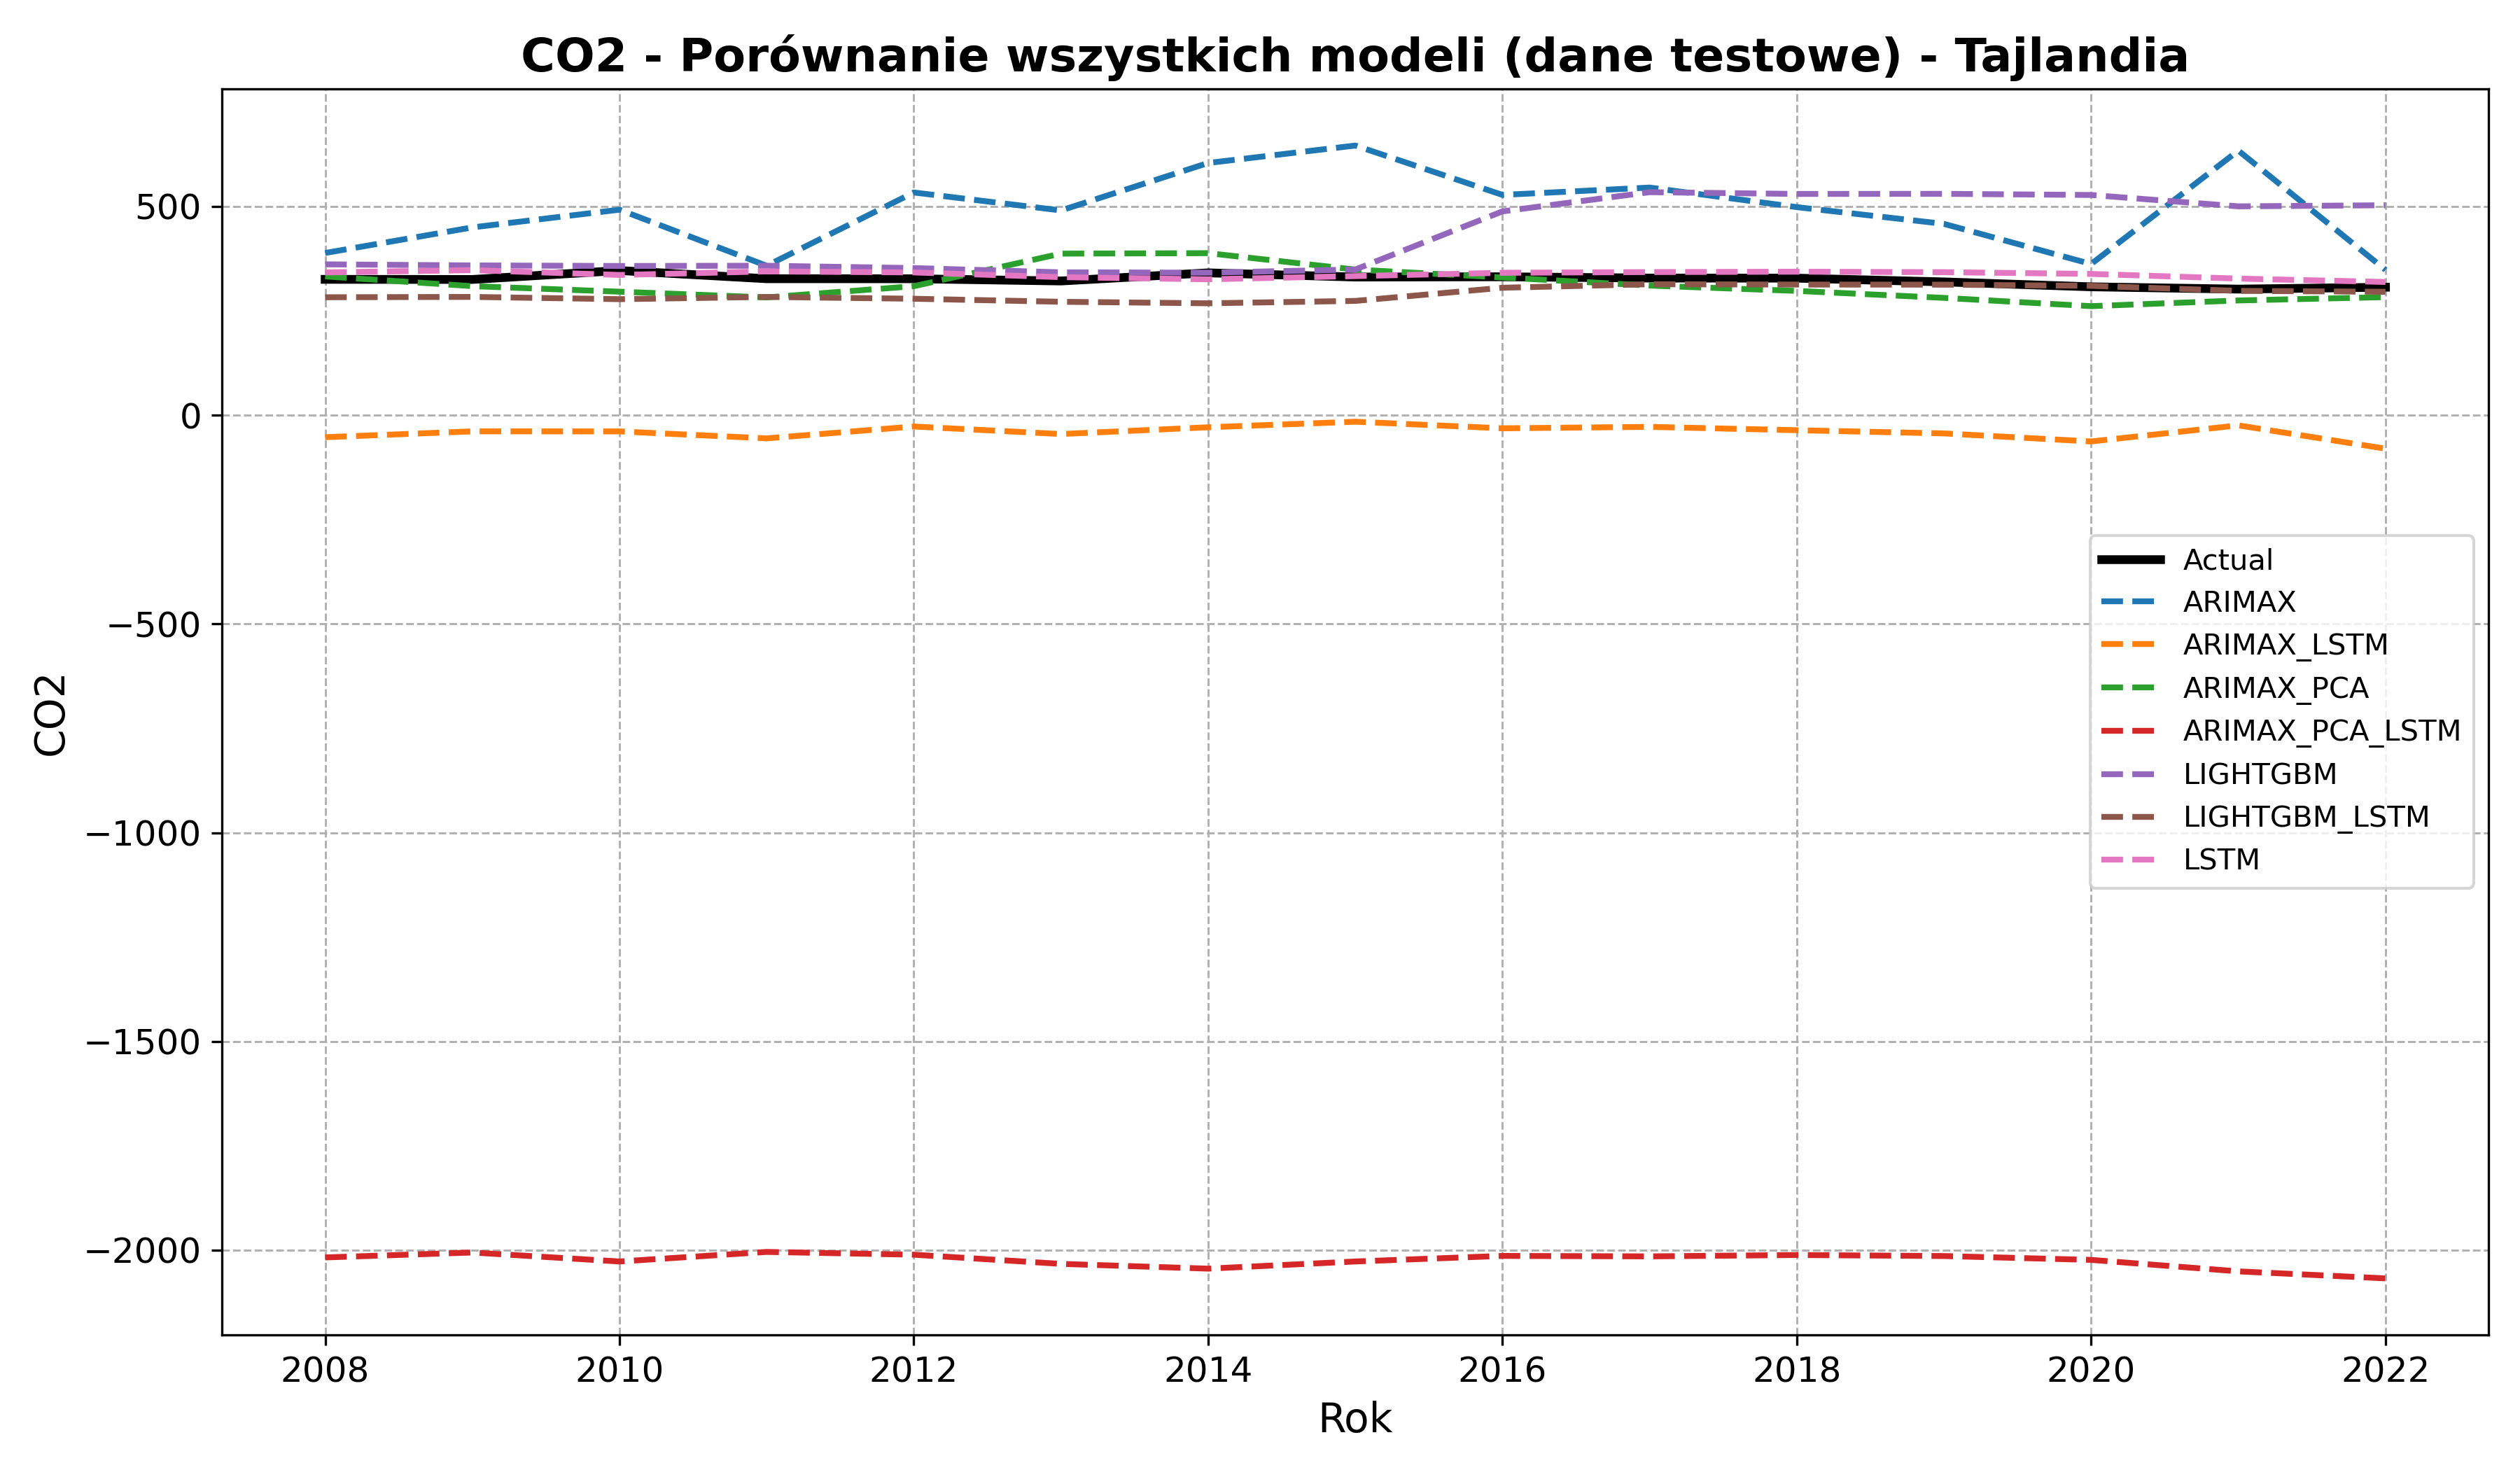 CO2 - Porównanie wszystkich modeli (dane testowe) - Tajlandia
500
0
−500
−1000
−1500
−2000
CO2
Actual
ARIMAX
ARIMAX_LSTM
ARIMAX_PCA
ARIMAX_PCA_LSTM
LIGHTGBM
LIGHTGBM_LSTM
LSTM
2008 2010 2012 2014 2016 2018 2020 2022
Rok